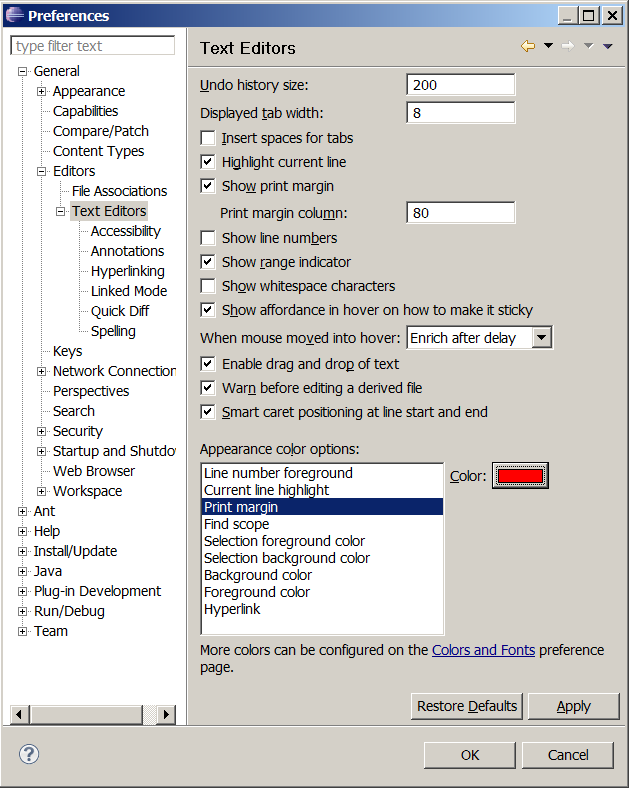 Preferences
type filter text
General
Appearance
Capabilities
Compare/Patch
Content Types
Editors
File Associations
Text Editors
Accessibility
Annotations
Hyperlinking
Linked Mode
Quick Diff
Spelling
Keys
Network Connection
Perspectives
Search
Security
Startup and Shutdo
Web Browser
Workspace
Ant
Help
Install/Update
Java
Plug-in Development
Run/Debug
Team
Text Editors
Undo history size: 200
Displayed tab width: 8
Insert spaces for tabs
Highlight current line
Show print margin
Print margin column: 80
Show line numbers
Show range indicator
Show whitespace characters
Show affordance in hover on how to make it sticky
When mouse moved into hover: Enrich after delay
Enable drag and drop of text
Warn before editing a derived file
Smart caret positioning at line start and end
Appearance color options:
Line number foreground
Current line highlight
Print margin
Find scope
Selection foreground color
Selection background color
Background color
Foreground color
Hyperlink
Color:
More colors can be configured on the Colors and Fonts preference
page.
Restore Defaults Apply
? OK Cancel